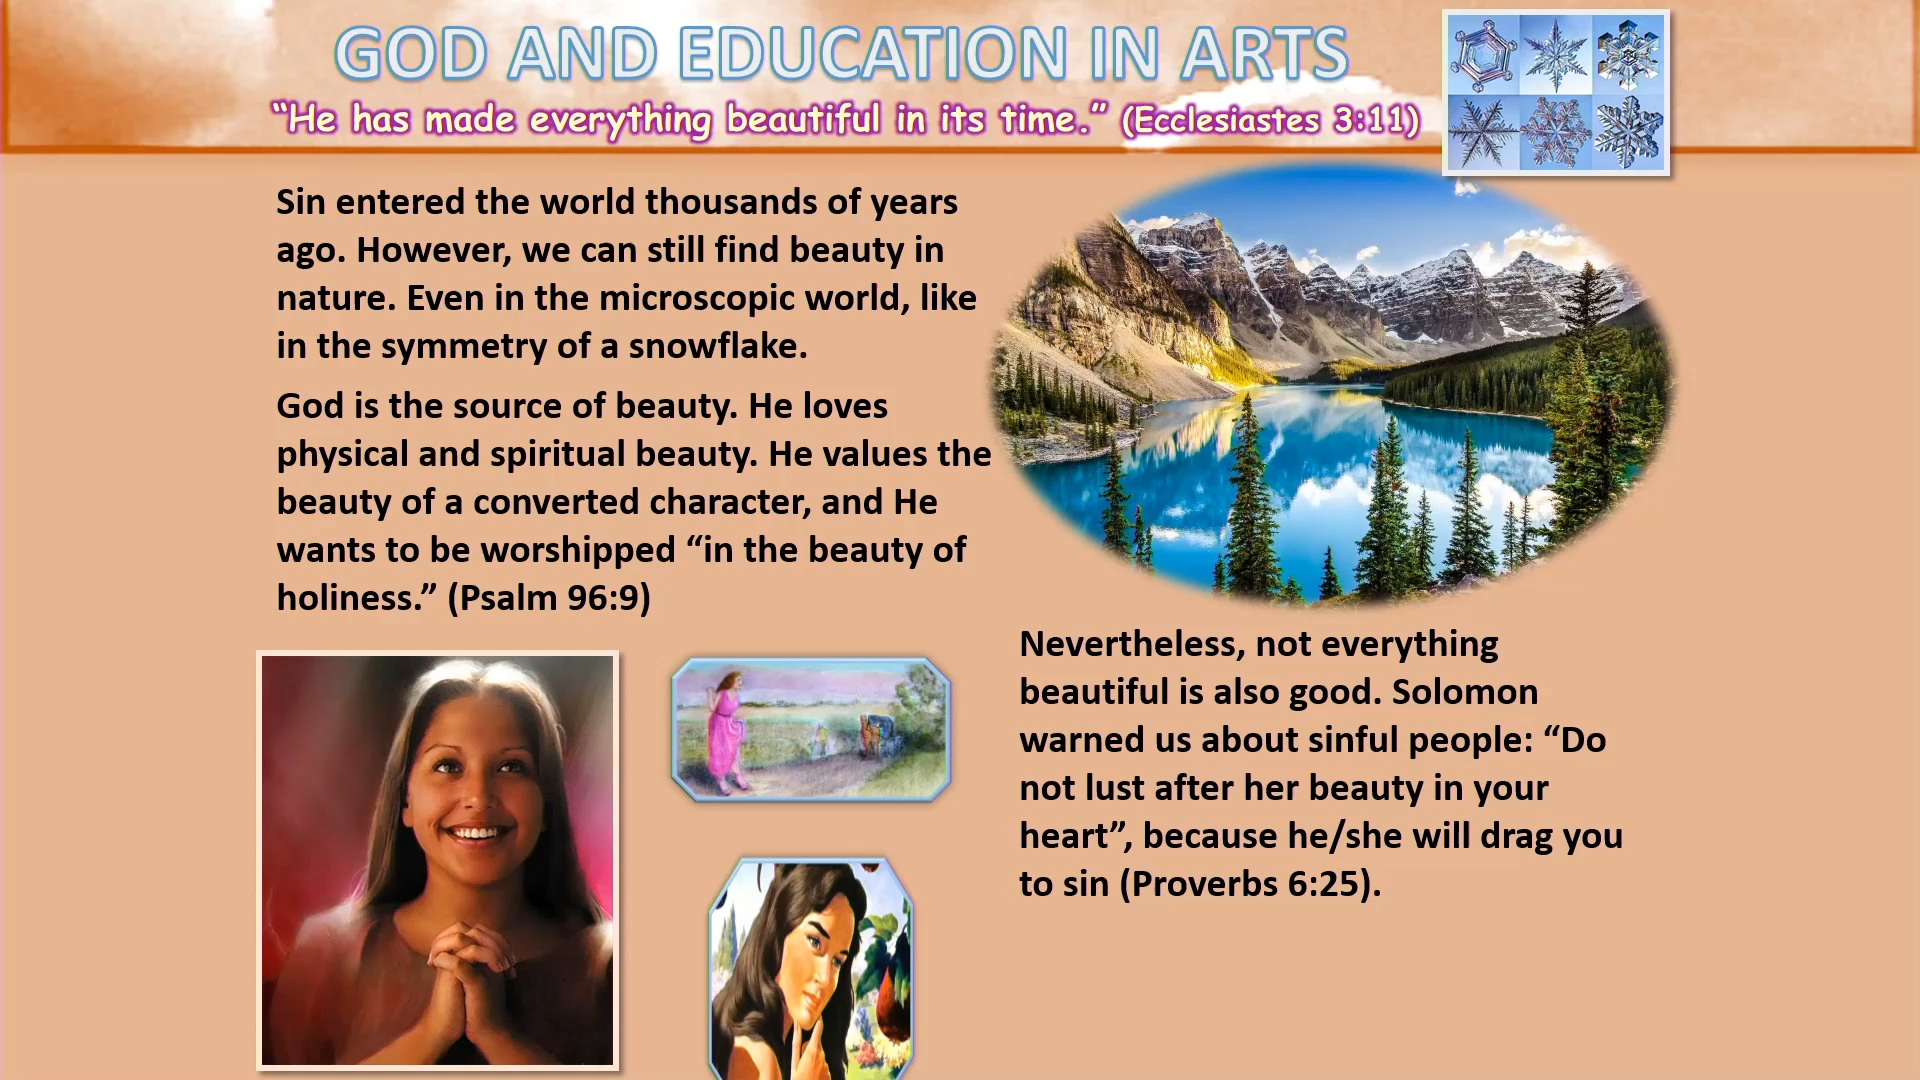 GOD AND EDUCATION IN ARTS
“He has made everything beautiful in its time.” (Ecclesiastes 3:11)
Sin entered the world thousands of years
ago. However, we can still find beauty in
nature. Even in the microscopic world, like
in the symmetry of a snowflake.
God is the source of beauty. He loves
physical and spiritual beauty. He values the
beauty of a converted character, and He
wants to be worshipped “in the beauty of
holiness.” (Psalm 96:9)
Nevertheless, not everything
beautiful is also good. Solomon
warned us about sinful people: “Do
not lust after her beauty in your
heart”, because he/she will drag you
to sin (Proverbs 6:25).